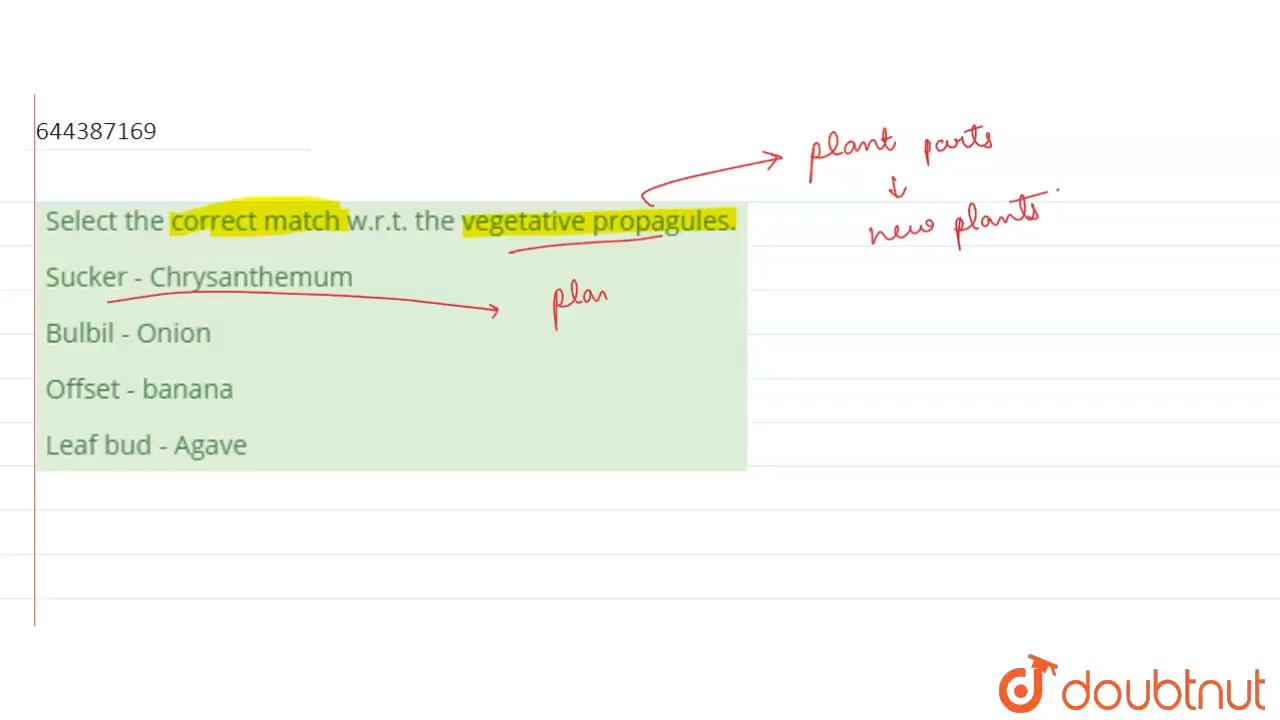 644387169
plant parts
Select the correct match w.r.t. the vegetative propagules.
new plants
Sucker - Chrysanthemum
plan
Bulbil - Onion
Offset - banana
Leaf bud - Agave
doubtnut